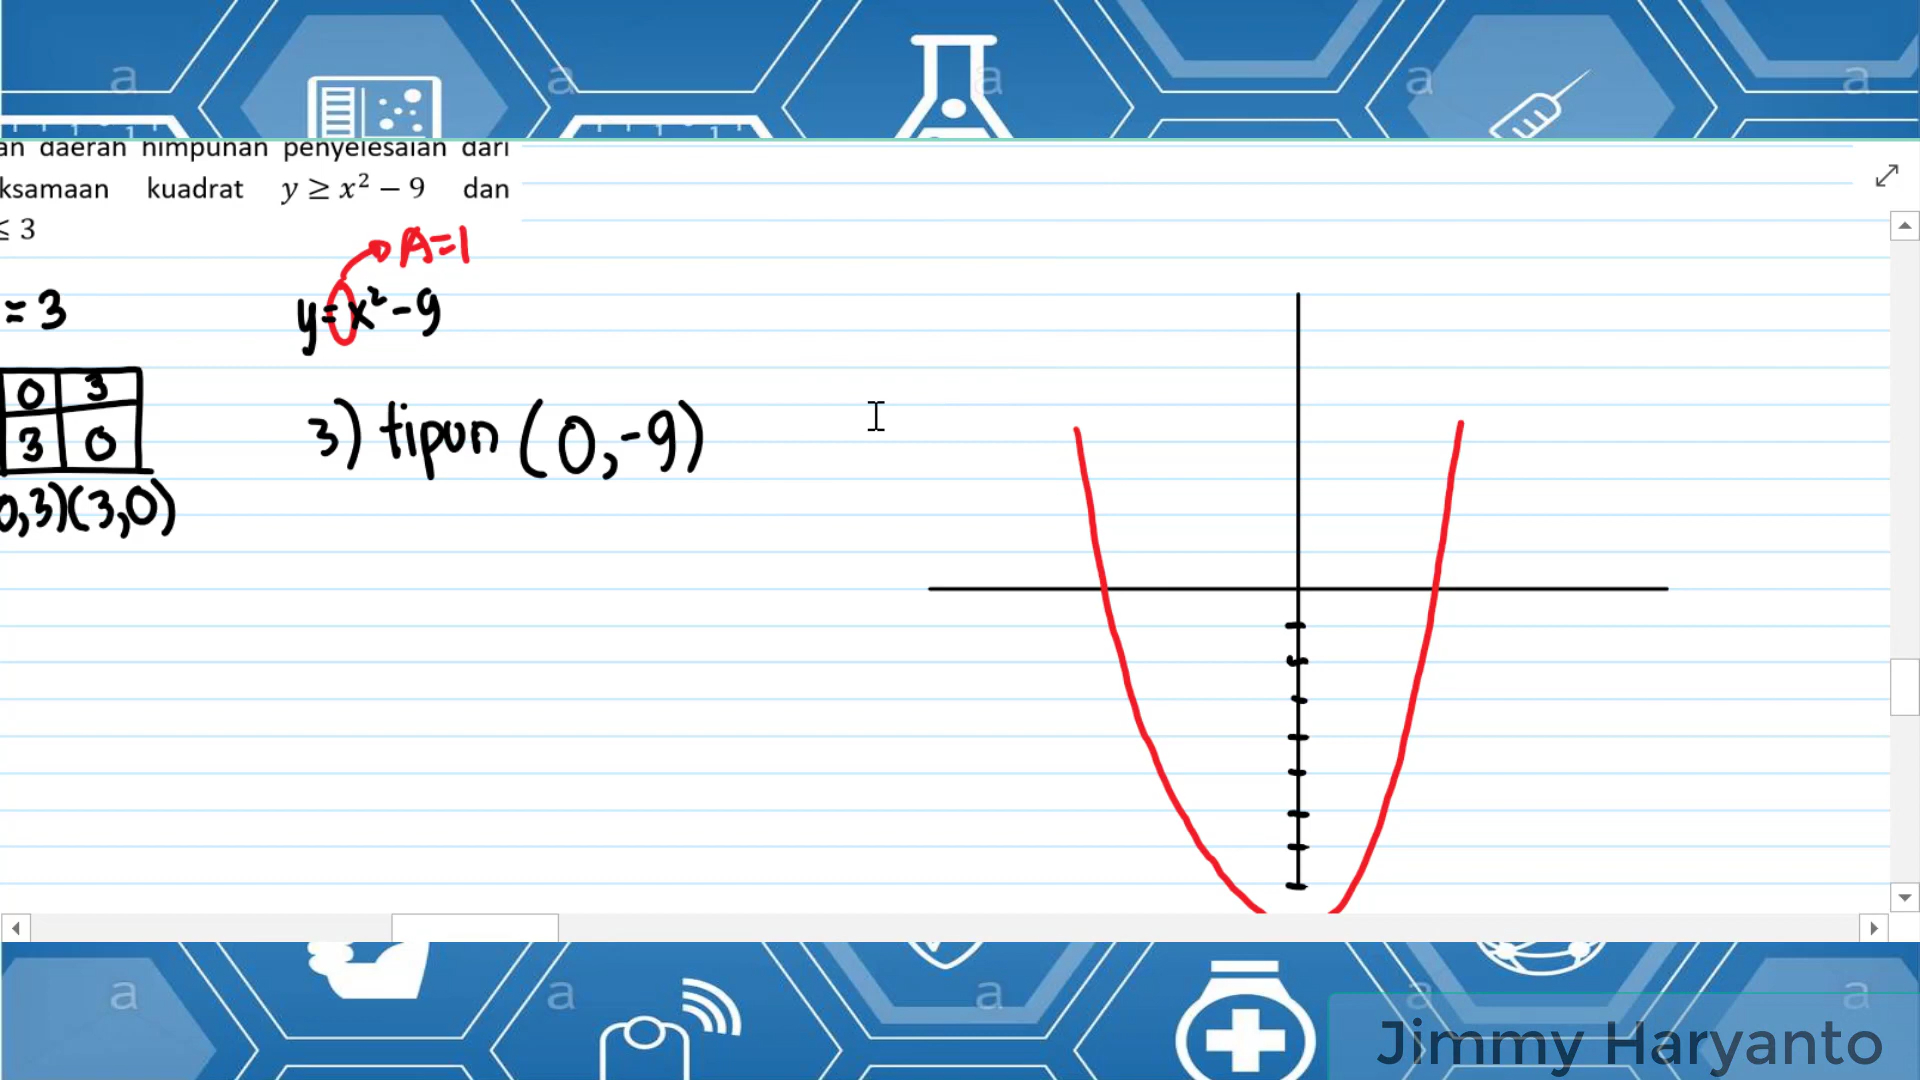 an daerah himpunan penyelesaian dari
ksamaan kuadrat y ≥ x² − 9 dan
≤ 3
A=1
= 3
y=x²-9
0 3
3) tipun (0,-9)
3 0
0,3)(3,0)
Jimmy Haryanto